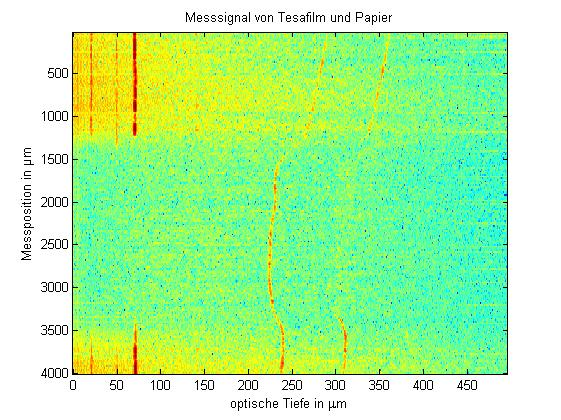 Messsignal von Tesafilm und Papier
Messposition in µm
500
1000
1500
2000
2500
3000
3500
4000
0 50 100 150 200 250 300 350 400 450
optische Tiefe in µm